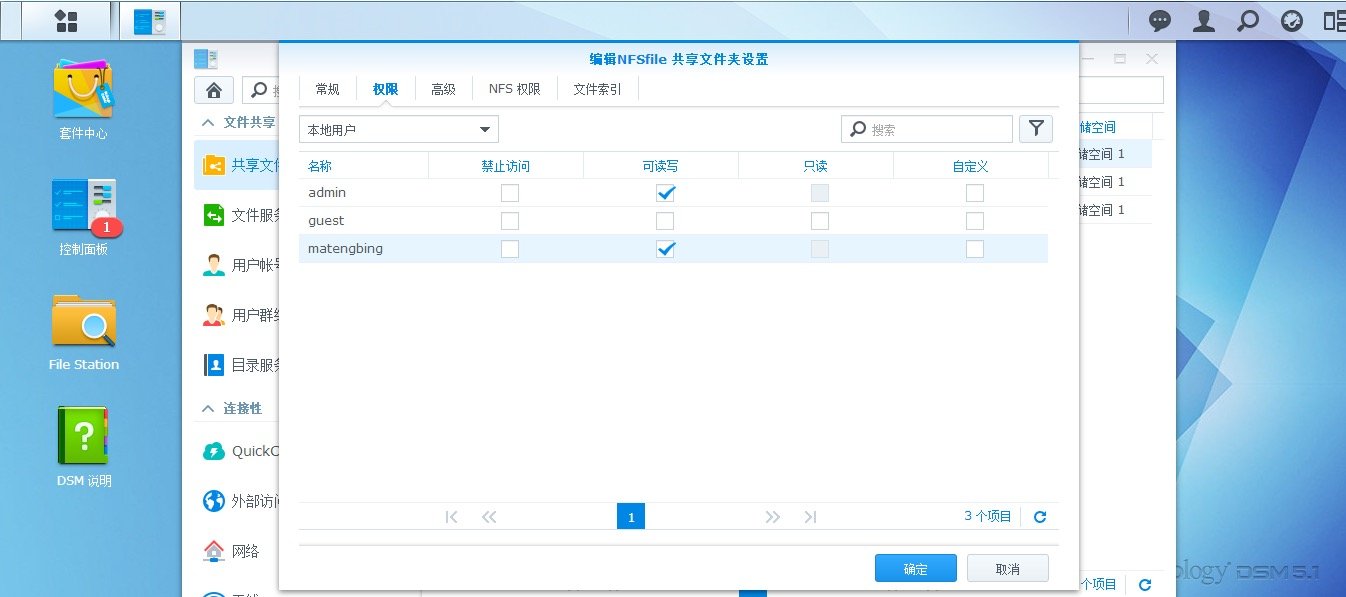 编辑NFSfile 共享文件夹设置
常规 权限 高级 NFS 权限 文件索引
本地用户
搜索
名称 禁止访问 可读写 只读 自定义
admin
guest
matengbing
1
3 个项目
确定 取消
套件中心
1
控制面板
File Station
DSM 说明
文件共享
共享文件
文件服务
用户帐号
用户群组
目录服务
连接性
QuickC
外部访问
网络
储空间
储空间 1
储空间 1
储空间 1
个项目
ology DSM 5.1